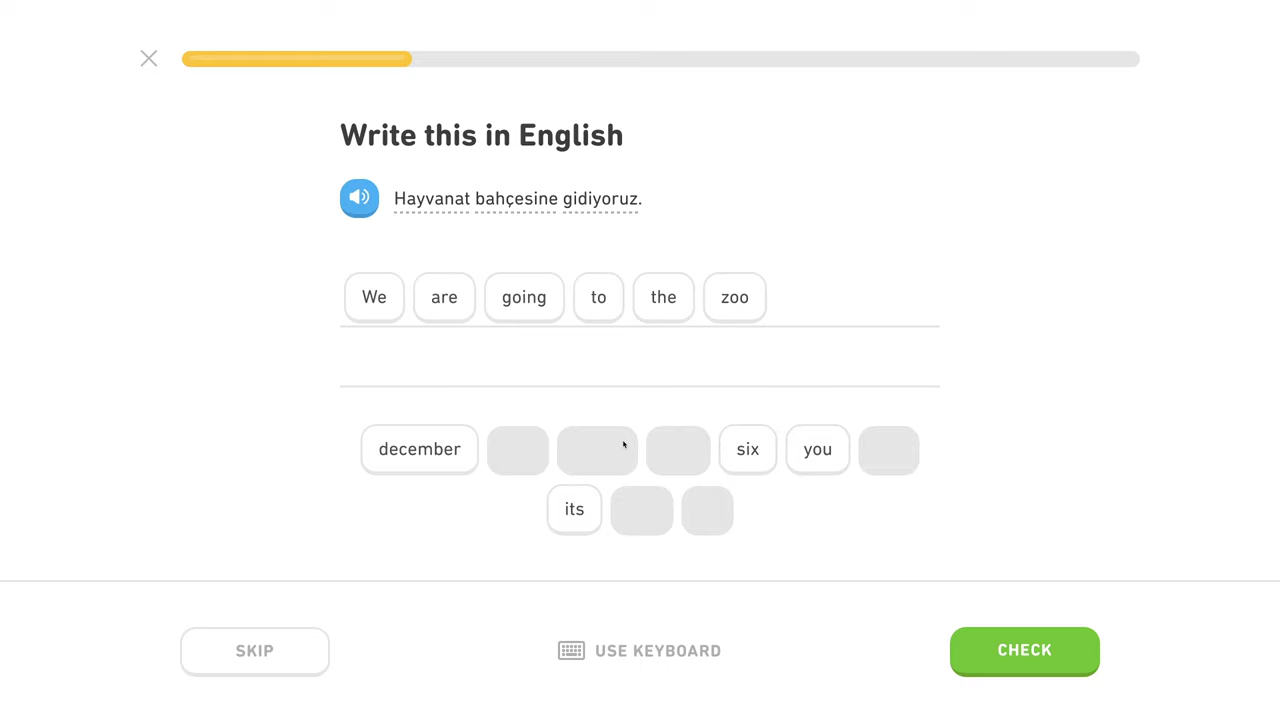 Write this in English
Hayvanat bahçesine gidiyoruz.
We are going to the zoo
december six you
its
SKIP USE KEYBOARD CHECK